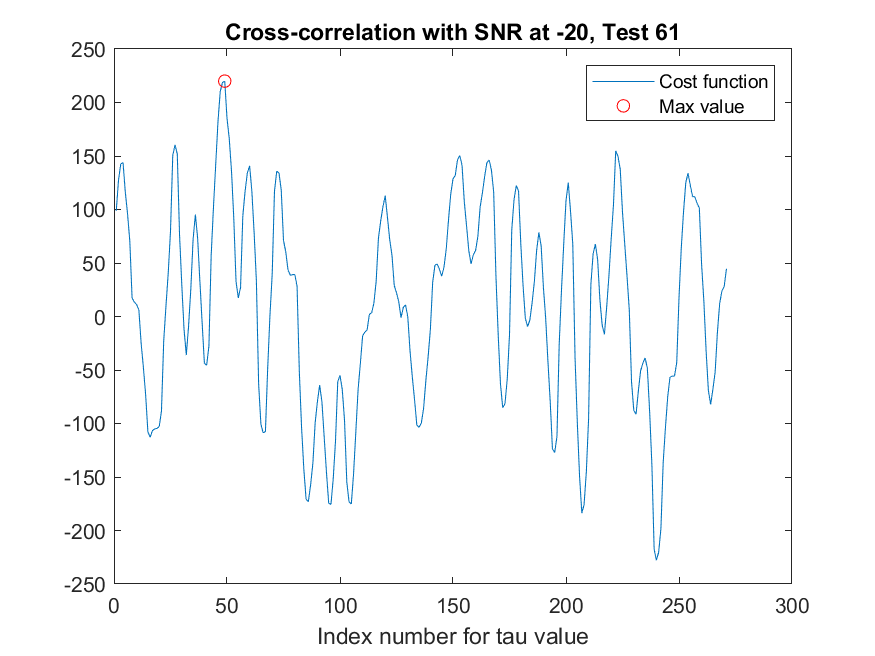 Cross-correlation with SNR at -20, Test 61
250
200
150
100
50
0
-50
-100
-150
-200
-250
Cost function
Max value
0 50 100 150 200 250 300
Index number for tau value